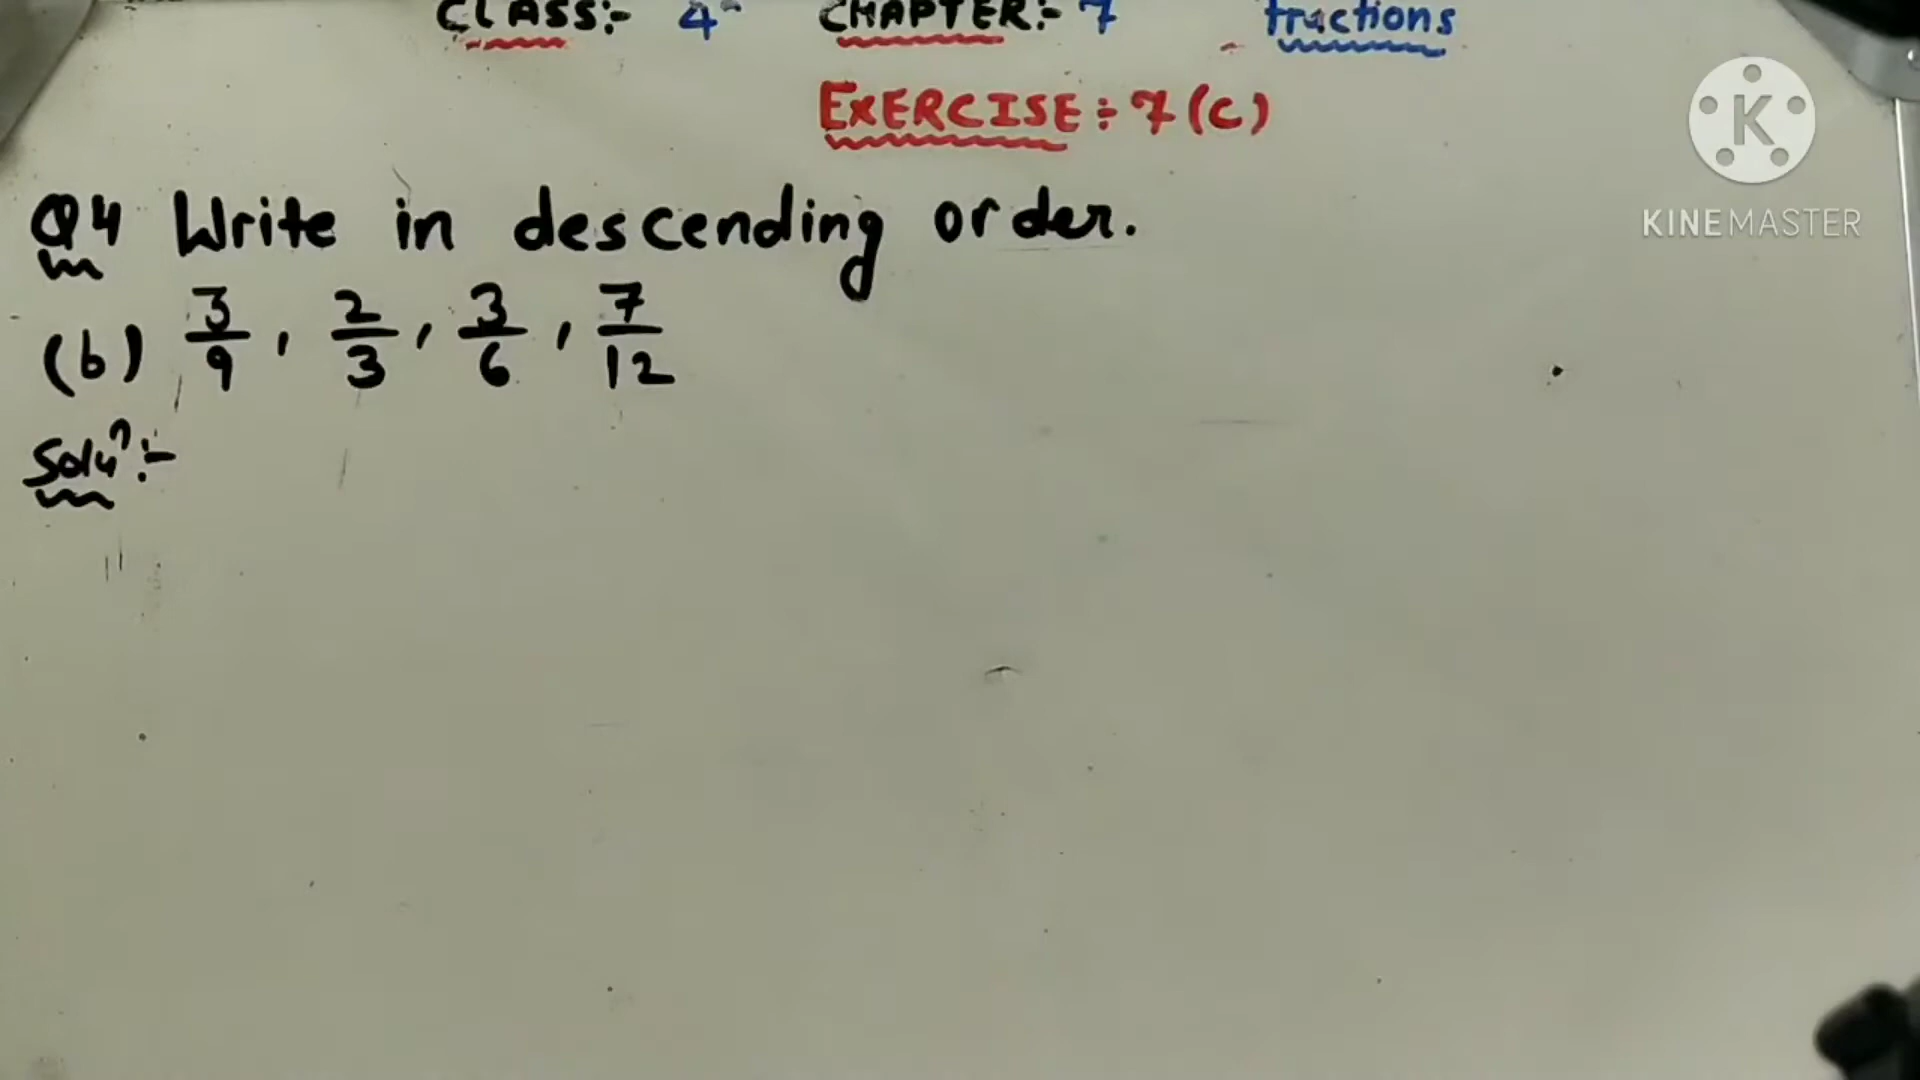 CLASS:- 4 CHAPTER:- 7 fractions
EXERCISE ÷ 7 (C)
K
KINEMASTER
Q4 Write in descending order.
(b) 3/9 , 2/3 , 3/6 , 7/12
Solu?:-